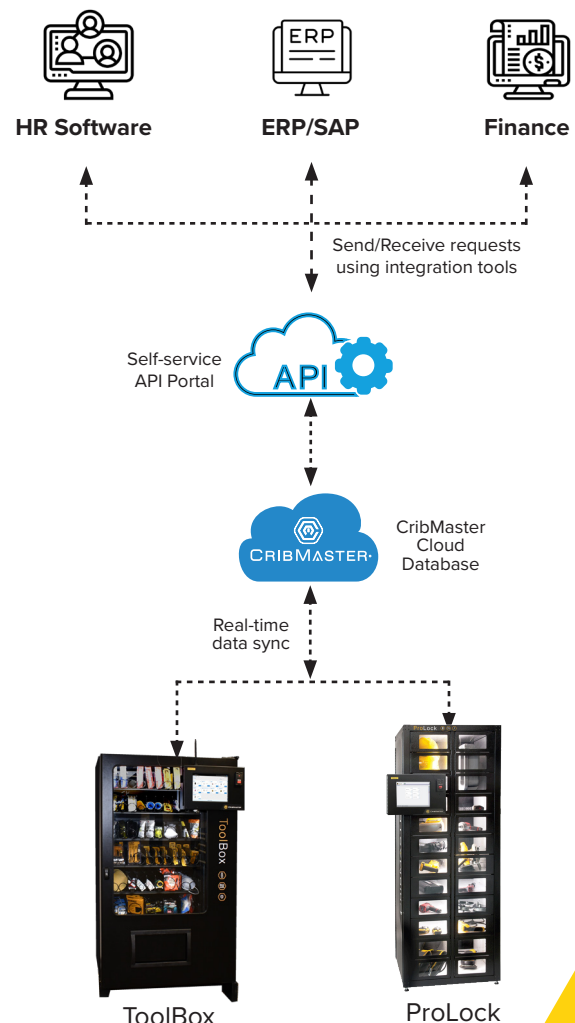 ERP
HR Software
ERP/SAP
Finance
Send/Receive requests
using integration tools
Self-service
API Portal
API
CRIBMASTER
CribMaster
Cloud
Database
Real-time
data sync
ProLock
ToolBox
ToolBox
ProLock